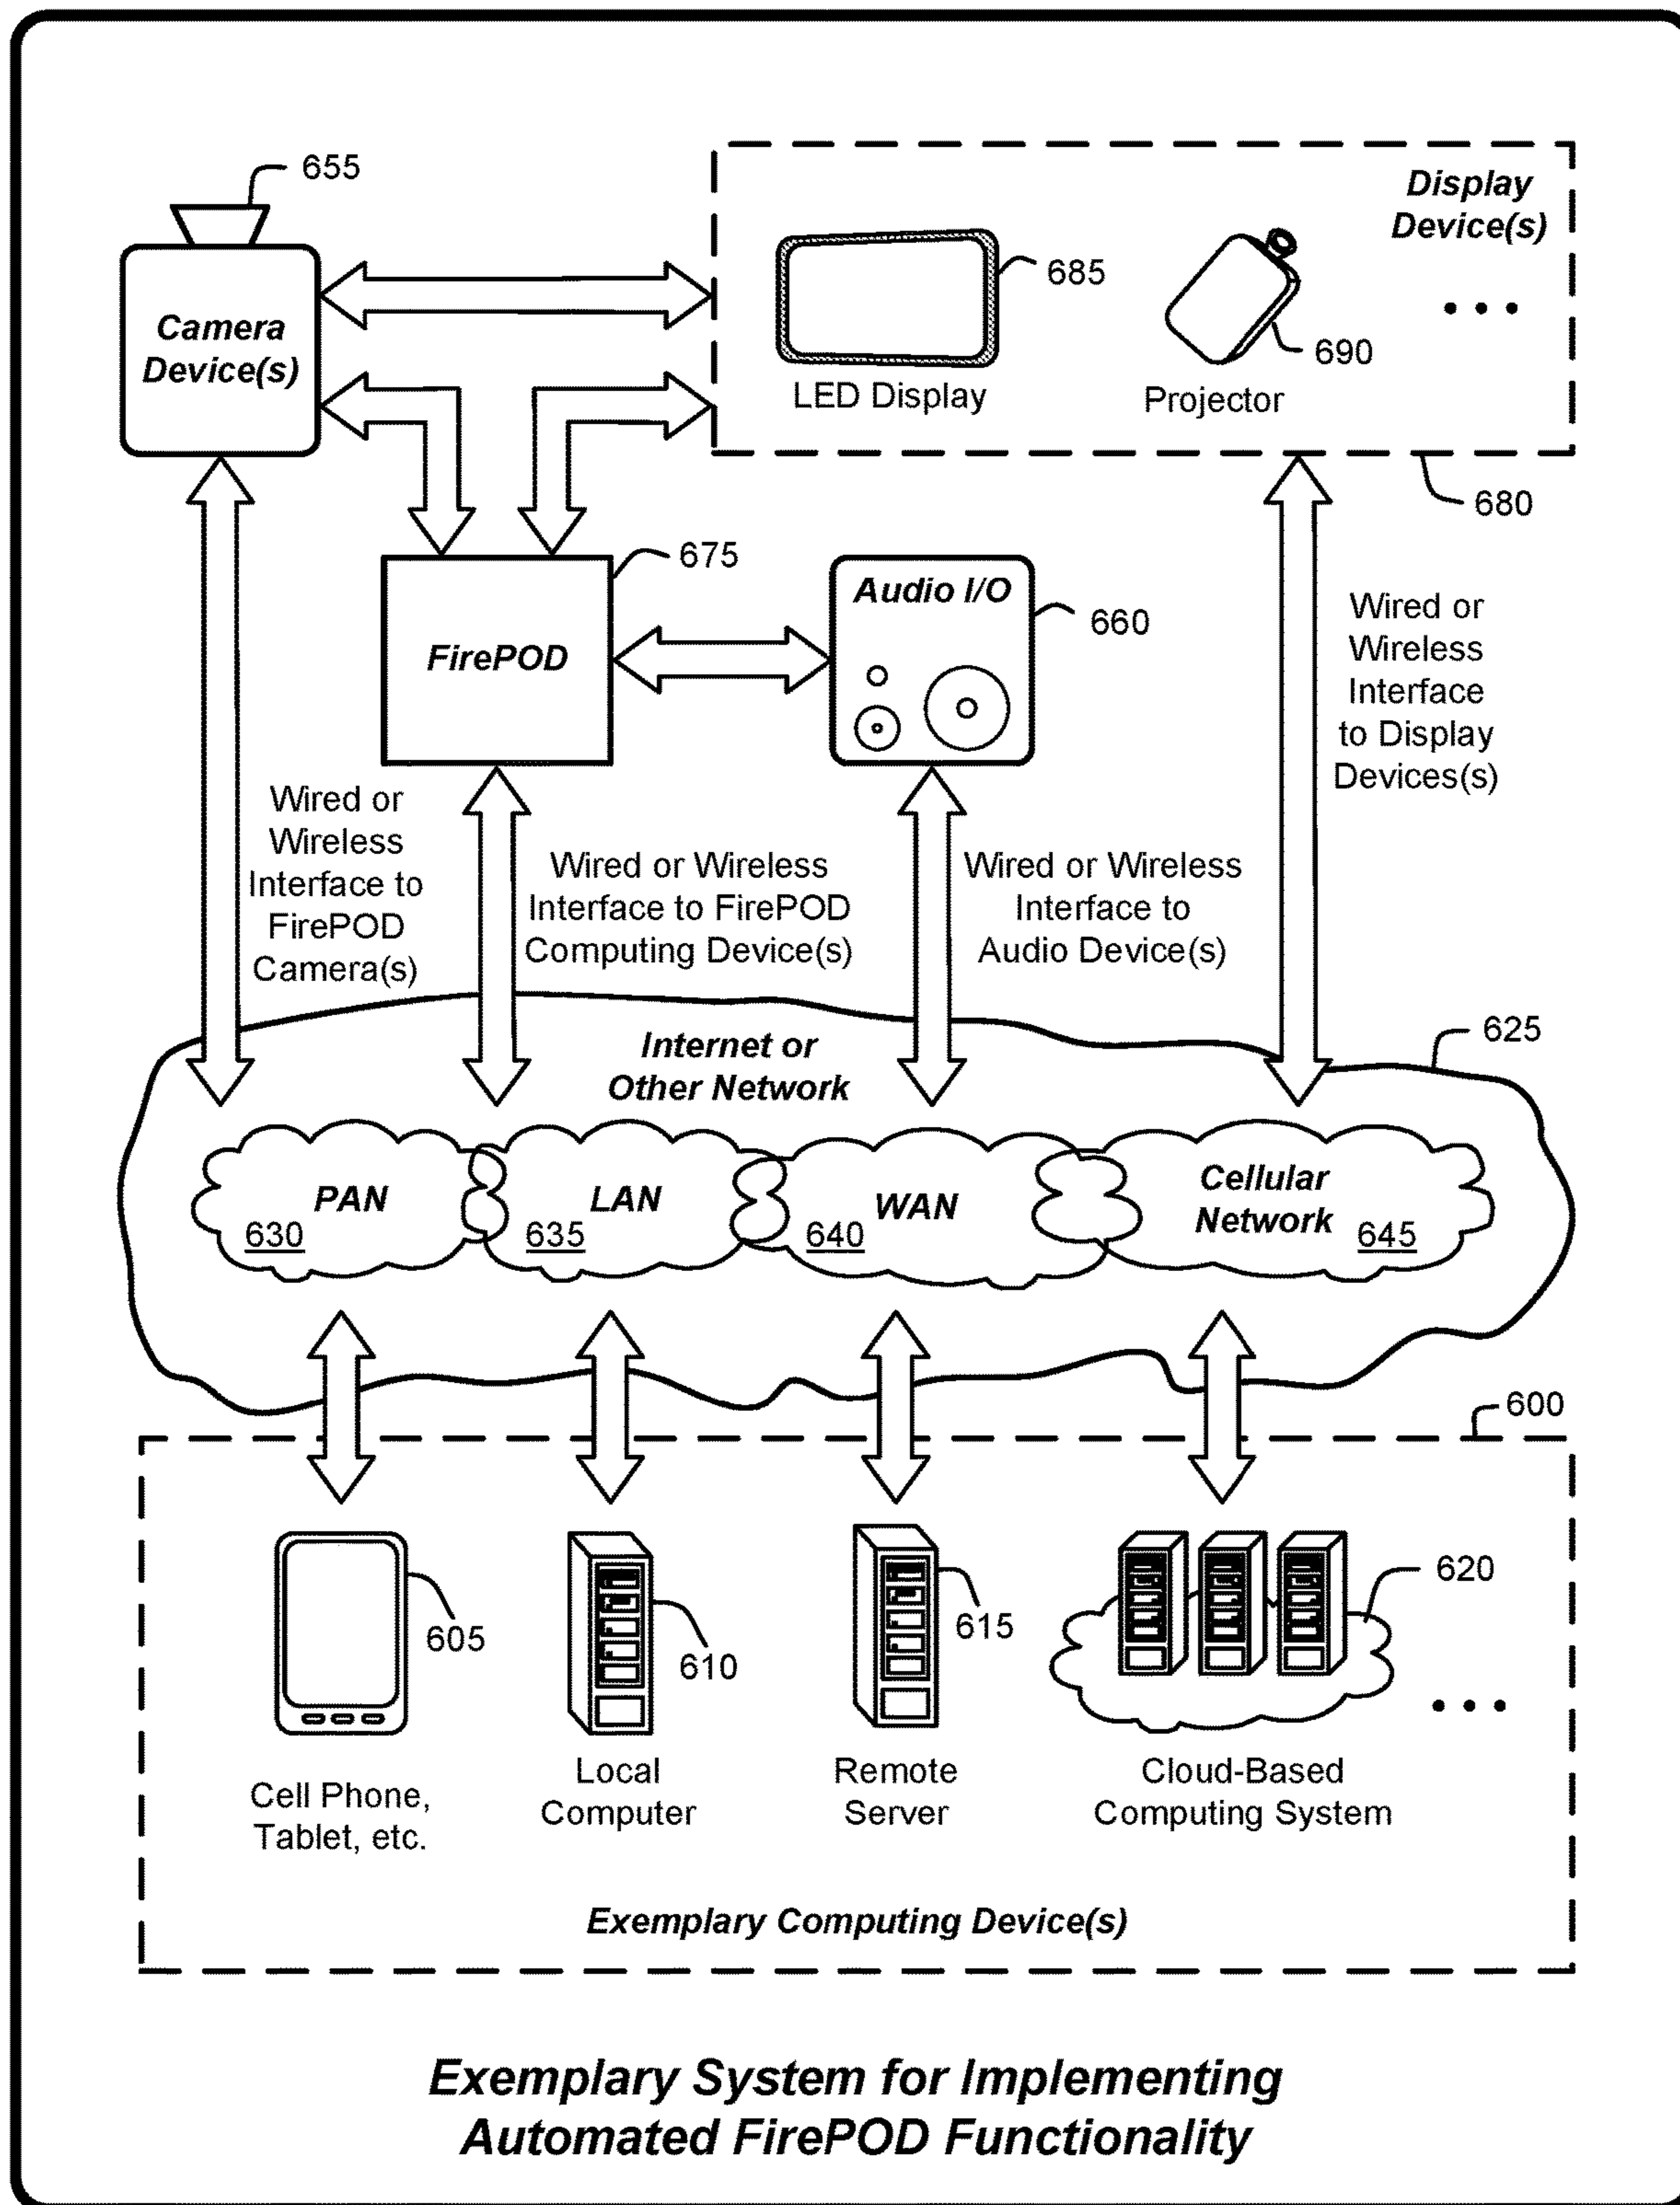 655
Camera
Device(s)
Display
Device(s)
685
LED Display
690
Projector
680
675
FirePOD
Audio I/O
660
Wired or
Wireless
Interface
to Display
Devices(s)
Wired or
Wireless
Interface to
FirePOD
Camera(s)
Wired or Wireless
Interface to FirePOD
Computing Device(s)
Wired or Wireless
Interface to
Audio Device(s)
625
Internet or
Other Network
PAN
630
LAN
635
WAN
640
Cellular
Network
645
600
605
610
615
620
Cell Phone,
Tablet, etc.
Local
Computer
Remote
Server
Cloud-Based
Computing System
Exemplary Computing Device(s)
Exemplary System for Implementing
Automated FirePOD Functionality